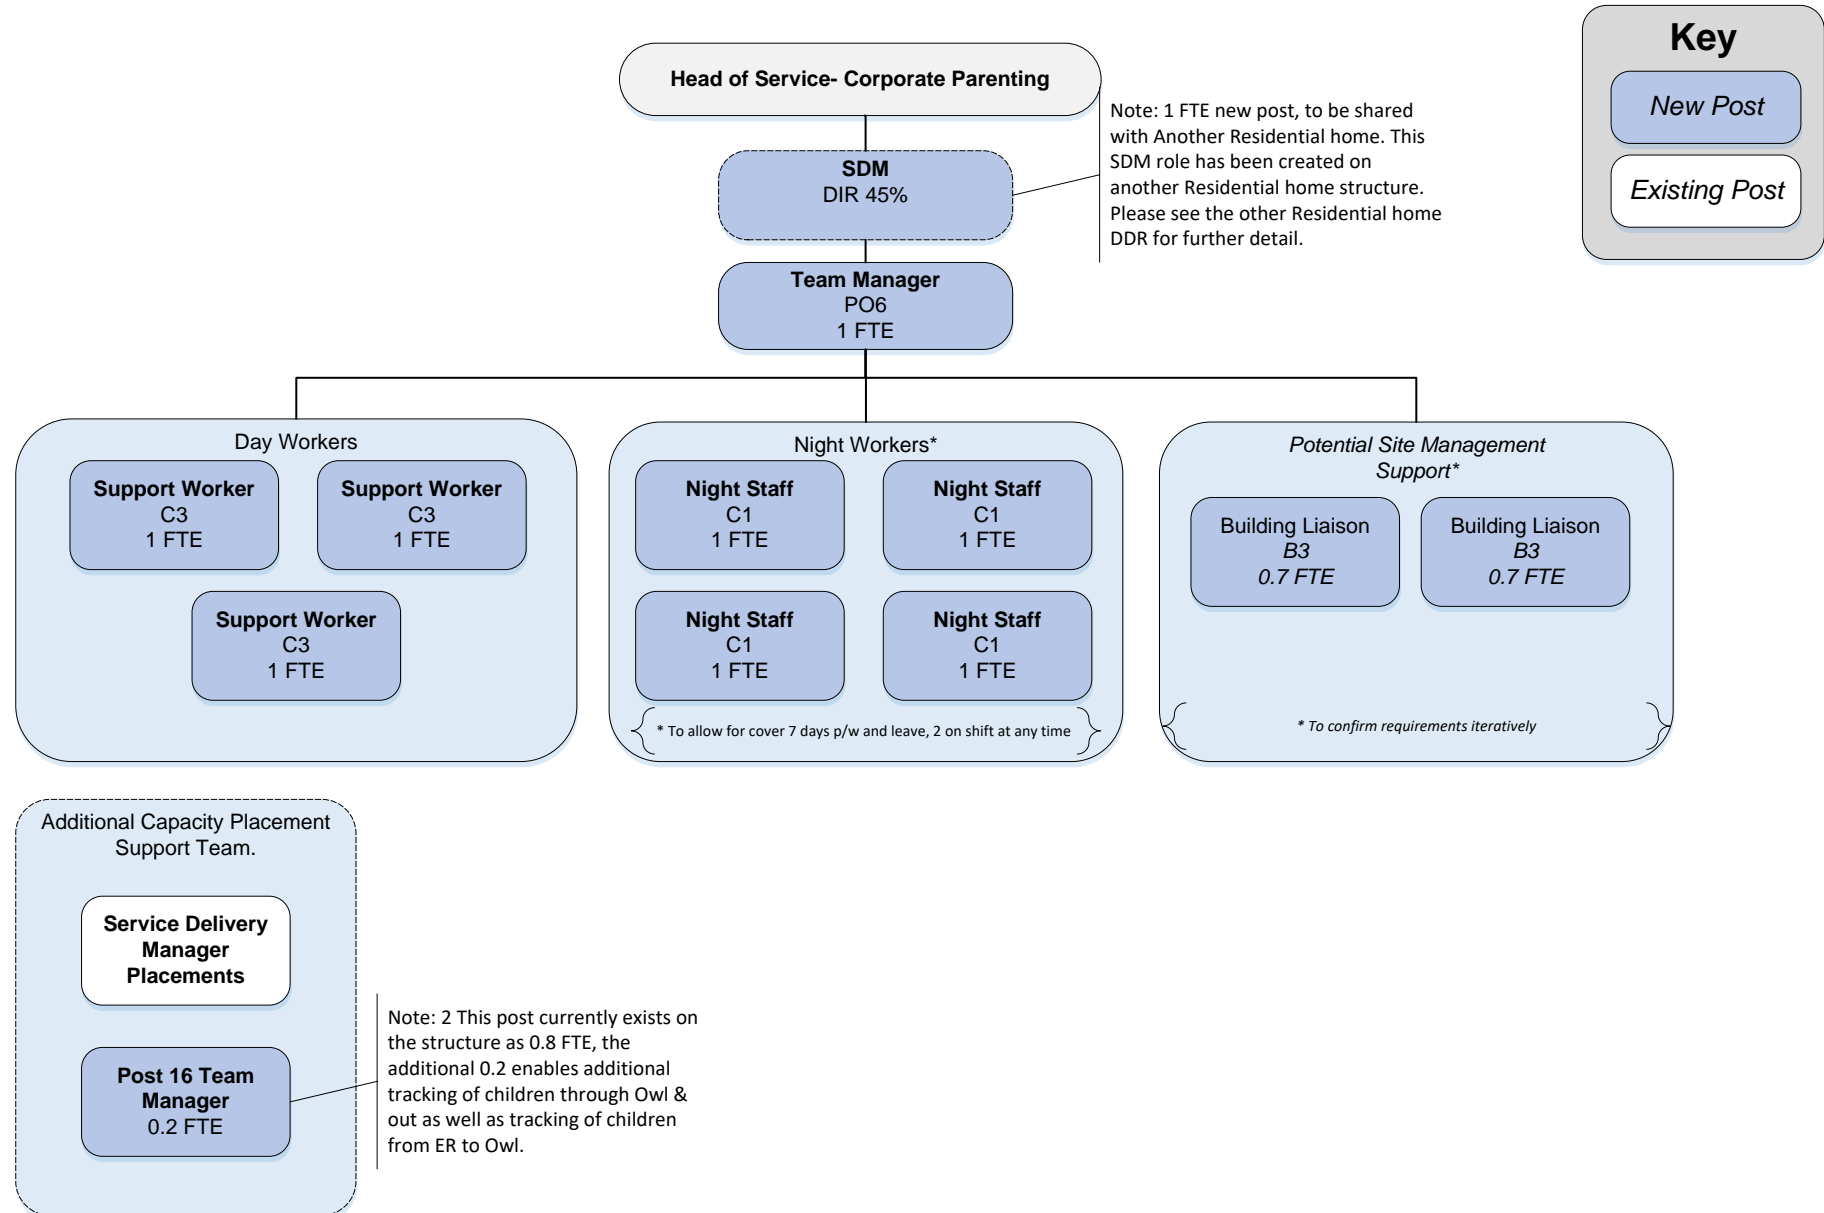 Key
New Post
Existing Post
Head of Service- Corporate Parenting
Note: 1 FTE new post, to be shared
with Another Residential home. This
SDM role has been created on
another Residential home structure.
Please see the other Residential home
DDR for further detail.
SDM
DIR 45%
Team Manager
PO6
1 FTE
Day Workers
Support Worker
C3
1 FTE
Support Worker
C3
1 FTE
Support Worker
C3
1 FTE
Night Workers*
Night Staff
C1
1 FTE
Night Staff
C1
1 FTE
Night Staff
C1
1 FTE
Night Staff
C1
1 FTE
* To allow for cover 7 days p/w and leave, 2 on shift at any time
Potential Site Management
Support*
Building Liaison
B3
0.7 FTE
Building Liaison
B3
0.7 FTE
* To confirm requirements iteratively
Additional Capacity Placement
Support Team.
Service Delivery
Manager
Placements
Post 16 Team
Manager
0.2 FTE
Note: 2 This post currently exists on
the structure as 0.8 FTE, the
additional 0.2 enables additional
tracking of children through Owl &
out as well as tracking of children
from ER to Owl.